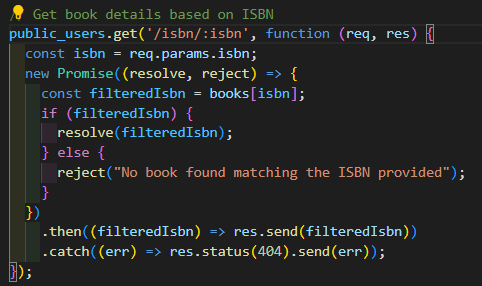 // Get book details based on ISBN
public_users.get('/isbn/:isbn', function (req, res) {
  const isbn = req.params.isbn;
  new Promise((resolve, reject) => {
    const filteredIsbn = books[isbn];
    if (filteredIsbn) {
      resolve(filteredIsbn);
    } else {
      reject("No book found matching the ISBN provided");
    }
  })
    .then((filteredIsbn) => res.send(filteredIsbn))
    .catch((err) => res.status(404).send(err));
});